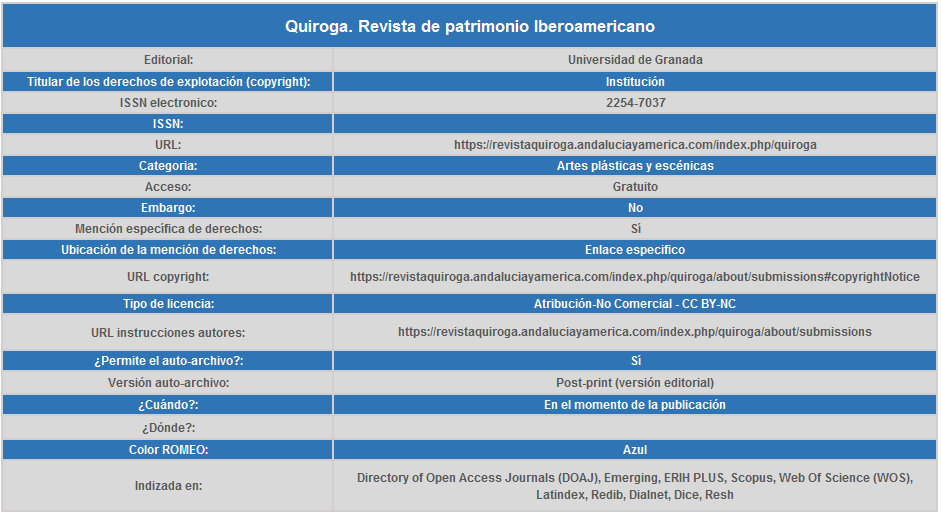 Quiroga. Revista de patrimonio Iberoamericano
Editorial: Universidad de Granada
Titular de los derechos de explotación (copyright): Institución
ISSN electronico: 2254-7037
ISSN:
URL: https://revistaquiroga.andaluciayamerica.com/index.php/quiroga
Categoria: Artes plásticas y escénicas
Acceso: Gratuito
Embargo: No
Mención específica de derechos: Sí
Ubicación de la mención de derechos: Enlace específico
URL copyright: https://revistaquiroga.andaluciayamerica.com/index.php/quiroga/about/submissions#copyrightNotice
Tipo de licencia: Atribución-No Comercial - CC BY-NC
URL instrucciones autores: https://revistaquiroga.andaluciayamerica.com/index.php/quiroga/about/submissions
¿Permite el auto-archivo?: Sí
Versión auto-archivo: Post-print (versión editorial)
¿Cuándo?: En el momento de la publicación
¿Dónde?:
Color ROMEO: Azul
Indizada en: Directory of Open Access Journals (DOAJ), Emerging, ERIH PLUS, Scopus, Web Of Science (WOS),
Latindex, Redib, Dialnet, Dice, Resh